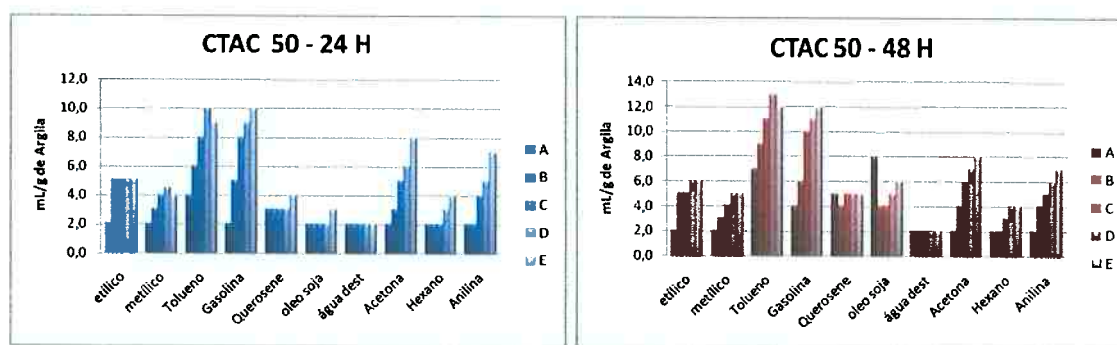 CTAC 50 - 24 H
12,0
10,0
8,0
6,0
4,0
2,0
0,0
mL/g de Argila
etílico
metílico
Tolueno
Gasolina
Querosene
oleo soja
água dest
Acetona
Hexano
Anilina
A
B
C
D
E
CTAC 50 - 48 H
14,0
12,0
10,0
8,0
6,0
4,0
2,0
0,0
mL/g de Argila
etílico
metílico
Tolueno
Gasolina
Querosene
oleo soja
água dest
Acetona
Hexano
Anilina
A
B
C
D
E